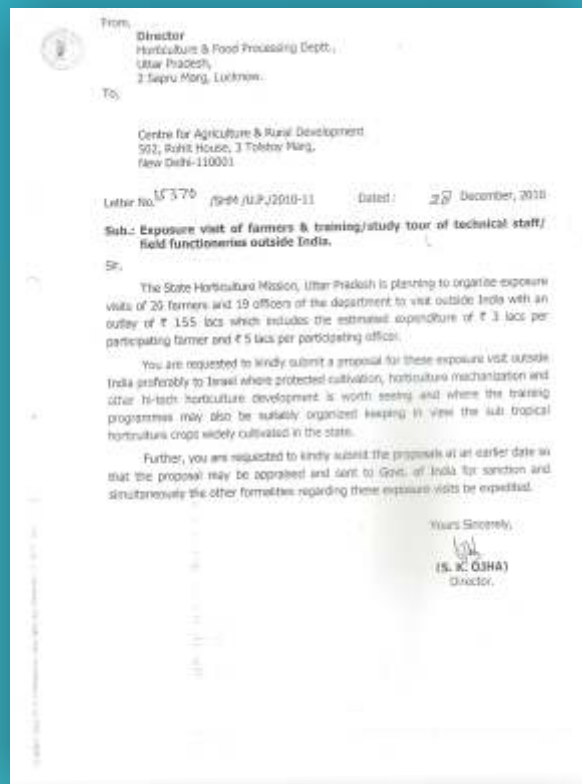 From,
Director
Horticulture & Food Processing Deptt.,
Uttar Pradesh,
2 Sapru Marg, Lucknow.
To,
Centre for Agriculture & Rural Development
502, Rohit House, 3 Tolstoy Marg,
New Delhi-110001
Letter No. 15370 /SHM /U.P./2010-11 Dated : 28 December, 2010
Sub.: Exposure visit of farmers & training/study tour of technical staff/
field functioneries outside India.
Sir,
The State Horticulture Mission, Uttar Pradesh is planning to organise exposure
visits of 20 farmers and 19 officers of the department to visit outside India with an
outlay of ₹ 155 lacs which includes the estimated expenditure of ₹ 3 lacs per
participating farmer and ₹ 5 lacs per participating officer.
You are requested to kindly submit a proposal for these exposure visit outside
India preferably to Israel where protected cultivation, horticulture mechanization and
other hi-tech horticulture development is worth seeing and where the training
programmes may also be suitably organized keeping in view the sub tropical
horticulture crops widely cultivated in the state.
Further, you are requested to kindly submit the proposals at an earlier date so
that the proposal may be appraised and sent to Govt. of India for sanction and
simultaneously the other formalities regarding these exposure visits be expedited.
Yours Sincerely,
(S. K. OJHA)
Director.